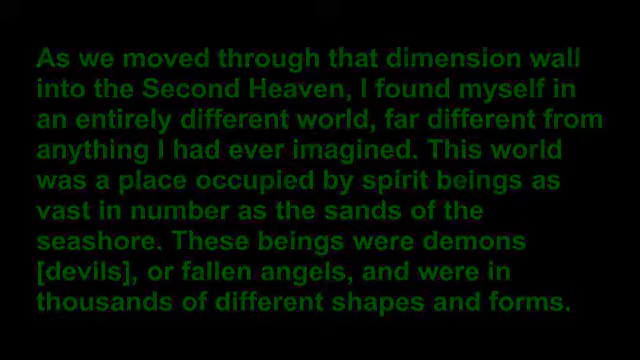 As we moved through that dimension wall
into the Second Heaven, I found myself in
an entirely different world, far different from
anything I had ever imagined. This world
was a place occupied by spirit beings as
vast in number as the sands of the
seashore. These beings were demons
[devils], or fallen angels, and were in
thousands of different shapes and forms.